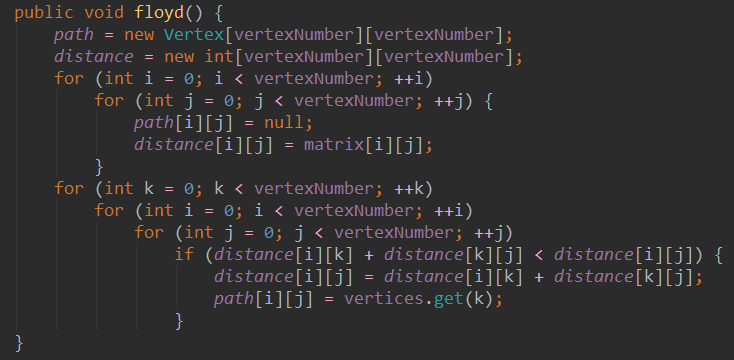 public void floyd() {
    path = new Vertex[vertexNumber][vertexNumber];
    distance = new int[vertexNumber][vertexNumber];
    for (int i = 0; i < vertexNumber; ++i)
        for (int j = 0; j < vertexNumber; ++j) {
            path[i][j] = null;
            distance[i][j] = matrix[i][j];
        }
    for (int k = 0; k < vertexNumber; ++k)
        for (int i = 0; i < vertexNumber; ++i)
            for (int j = 0; j < vertexNumber; ++j)
                if (distance[i][k] + distance[k][j] < distance[i][j]) {
                    distance[i][j] = distance[i][k] + distance[k][j];
                    path[i][j] = vertices.get(k);
                }
}